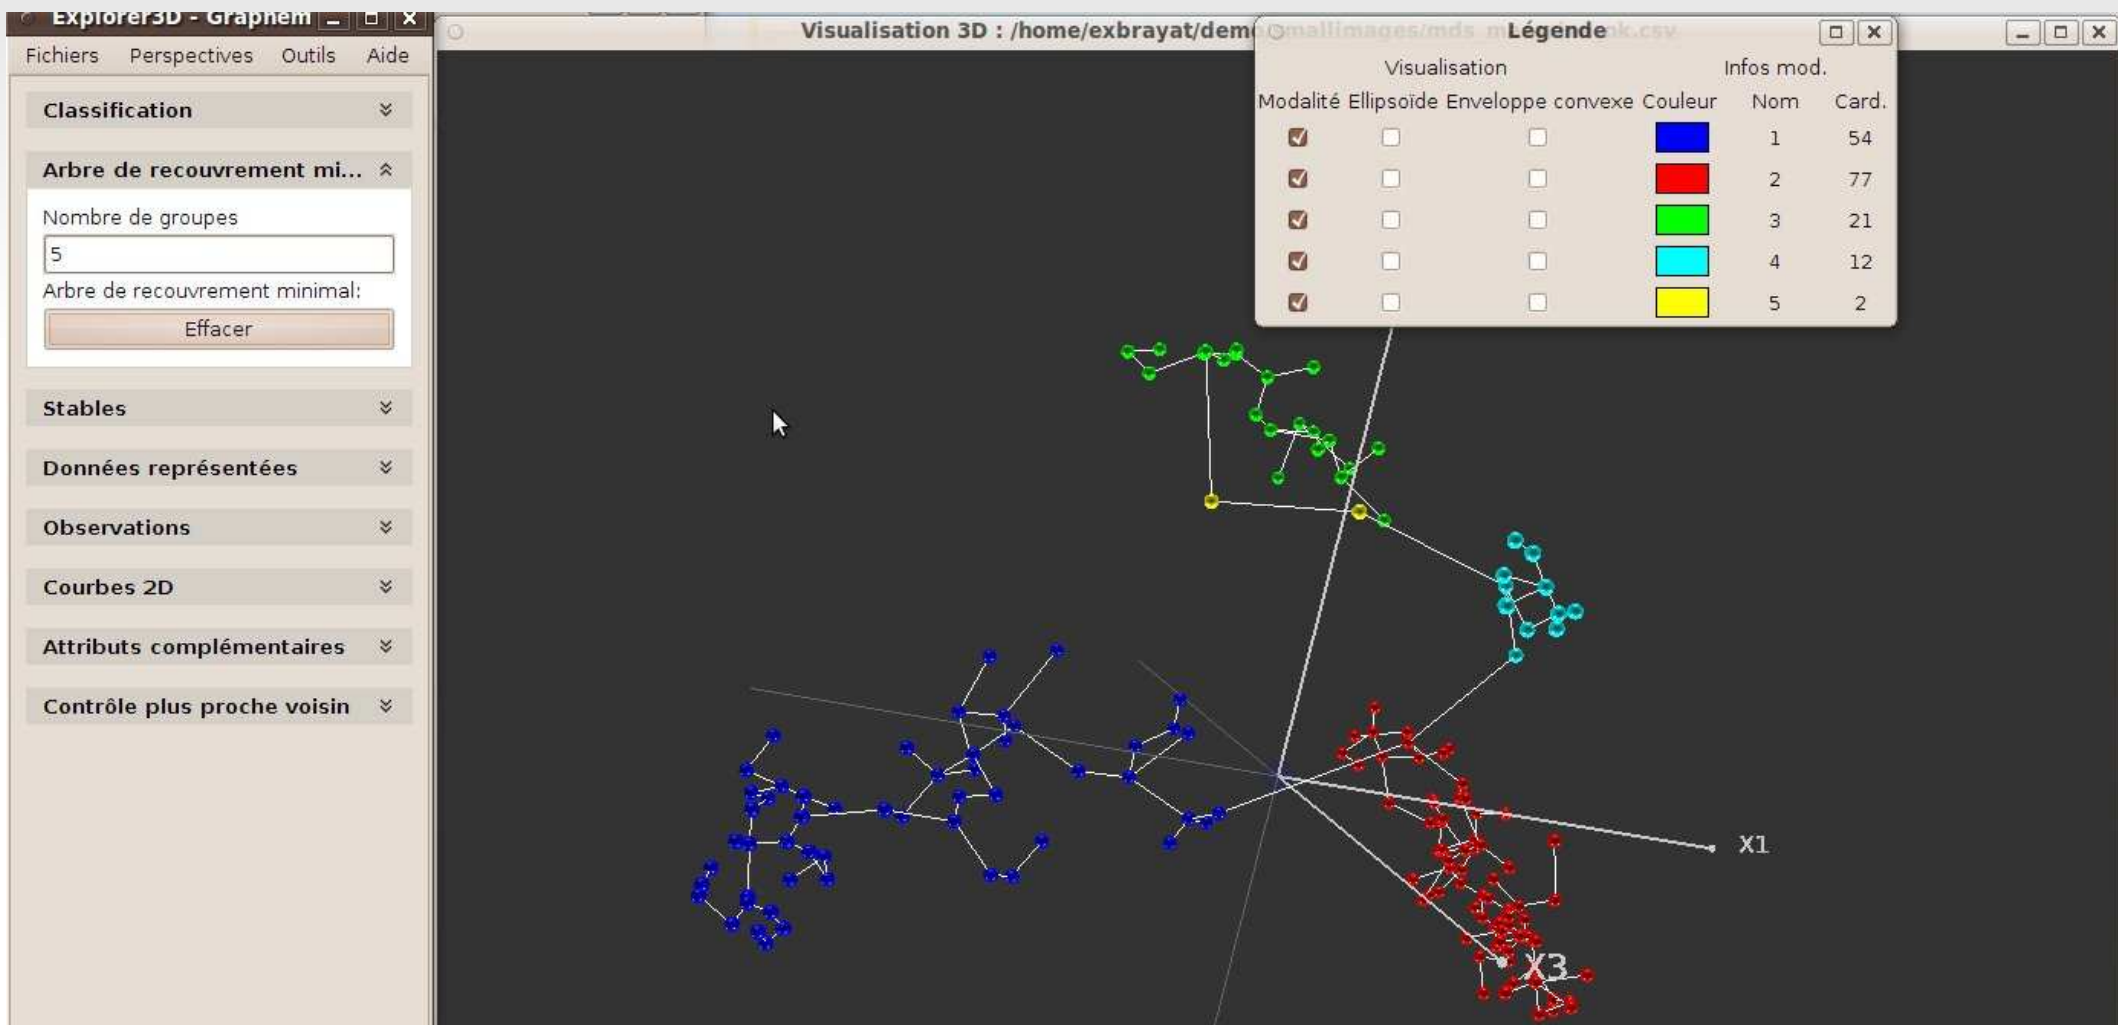 Explorer3D - Graphem
Fichiers Perspectives Outils Aide
Classification
Arbre de recouvrement mi...
Nombre de groupes
5
Arbre de recouvrement minimal:
Effacer
Stables
Données représentées
Observations
Courbes 2D
Attributs complémentaires
Contrôle plus proche voisin
Visualisation 3D : /home/exbrayat/demo
Légende
Visualisation Infos mod.
Modalité Ellipsoïde Enveloppe convexe Couleur Nom Card.
1 54
2 77
3 21
4 12
5 2
X1
X3